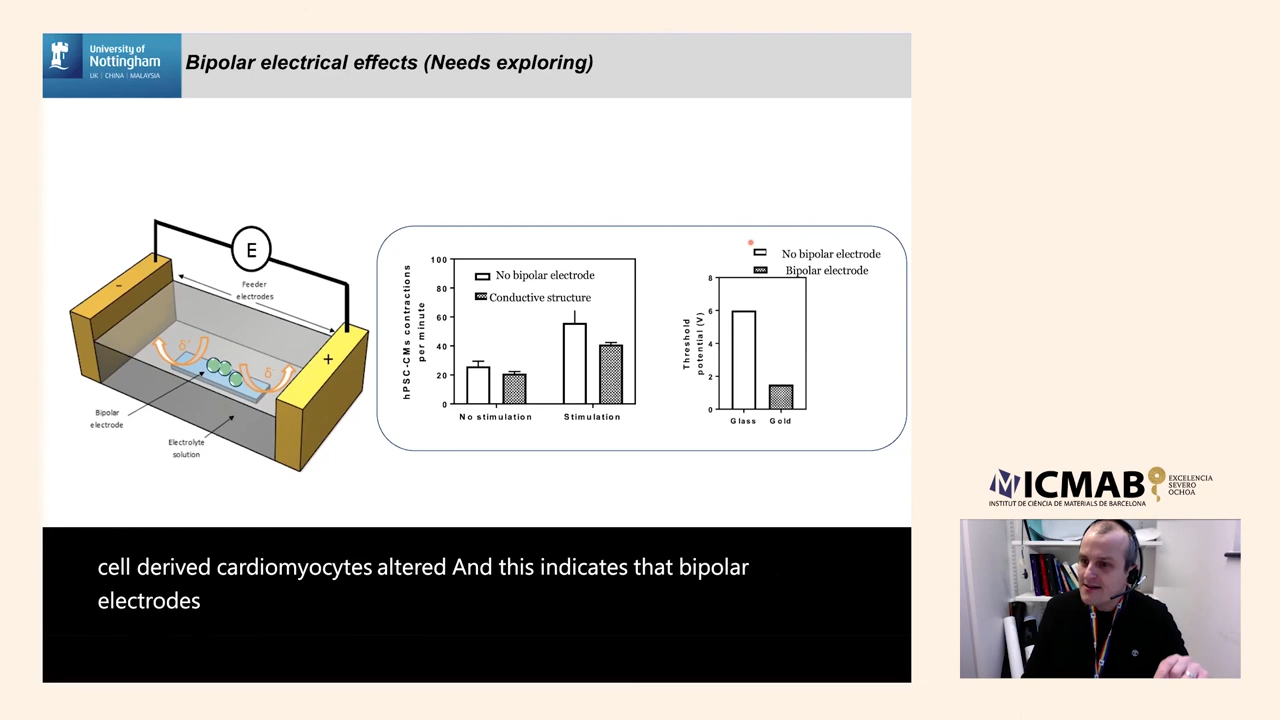 University of
Nottingham
UK | CHINA | MALAYSIA
Bipolar electrical effects (Needs exploring)
E
Feeder
electrodes
-
+
δ+
δ-
Bipolar
electrode
Electrolyte
solution
hPSC-CMs contractions
per minute
100
80
60
40
20
0
No bipolar electrode
Conductive structure
No stimulation
Stimulation
No bipolar electrode
Bipolar electrode
Threshold
potential (V)
8
6
4
2
0
Glass
Gold
cell derived cardiomyocytes altered And this indicates that bipolar
electrodes
ICMAB
INSTITUT DE CIÈNCIA DE MATERIALS DE BARCELONA
EXCELENCIA
SEVERO
OCHOA